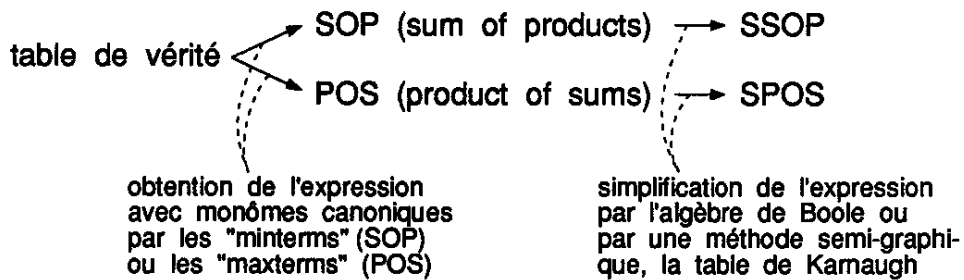 SOP (sum of products) SSOP
table de vérité
POS (product of sums) SPOS
obtention de l'expression
avec monômes canoniques
par les "minterms" (SOP)
ou les "maxterms" (POS)
simplification de l'expression
par l'algèbre de Boole ou
par une méthode semi-graphi-
que, la table de Karnaugh